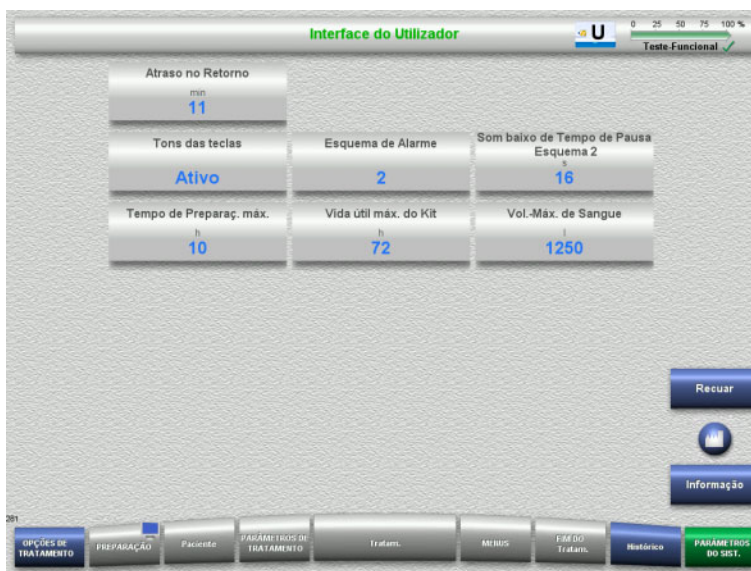 Interface do Utilizador
U
0 25 50 75 100 %
Teste-Funcional
Atraso no Retorno
min
11
Tons das teclas
Ativo
Esquema de Alarme
2
Som baixo de Tempo de Pausa
Esquema 2
s
16
Tempo de Preparaç. máx.
h
10
Vida útil máx. do Kit
h
72
Vol.-Máx. de Sangue
l
1250
Recuar
Informação
OPÇÕES DE
TRATAMENTO
PREPARAÇÃO
Paciente
PARÂMETROS DE
TRATAMENTO
Tratam.
MENUS
FIM DO
Tratam.
Histórico
PARÂMETROS
DO SIST.